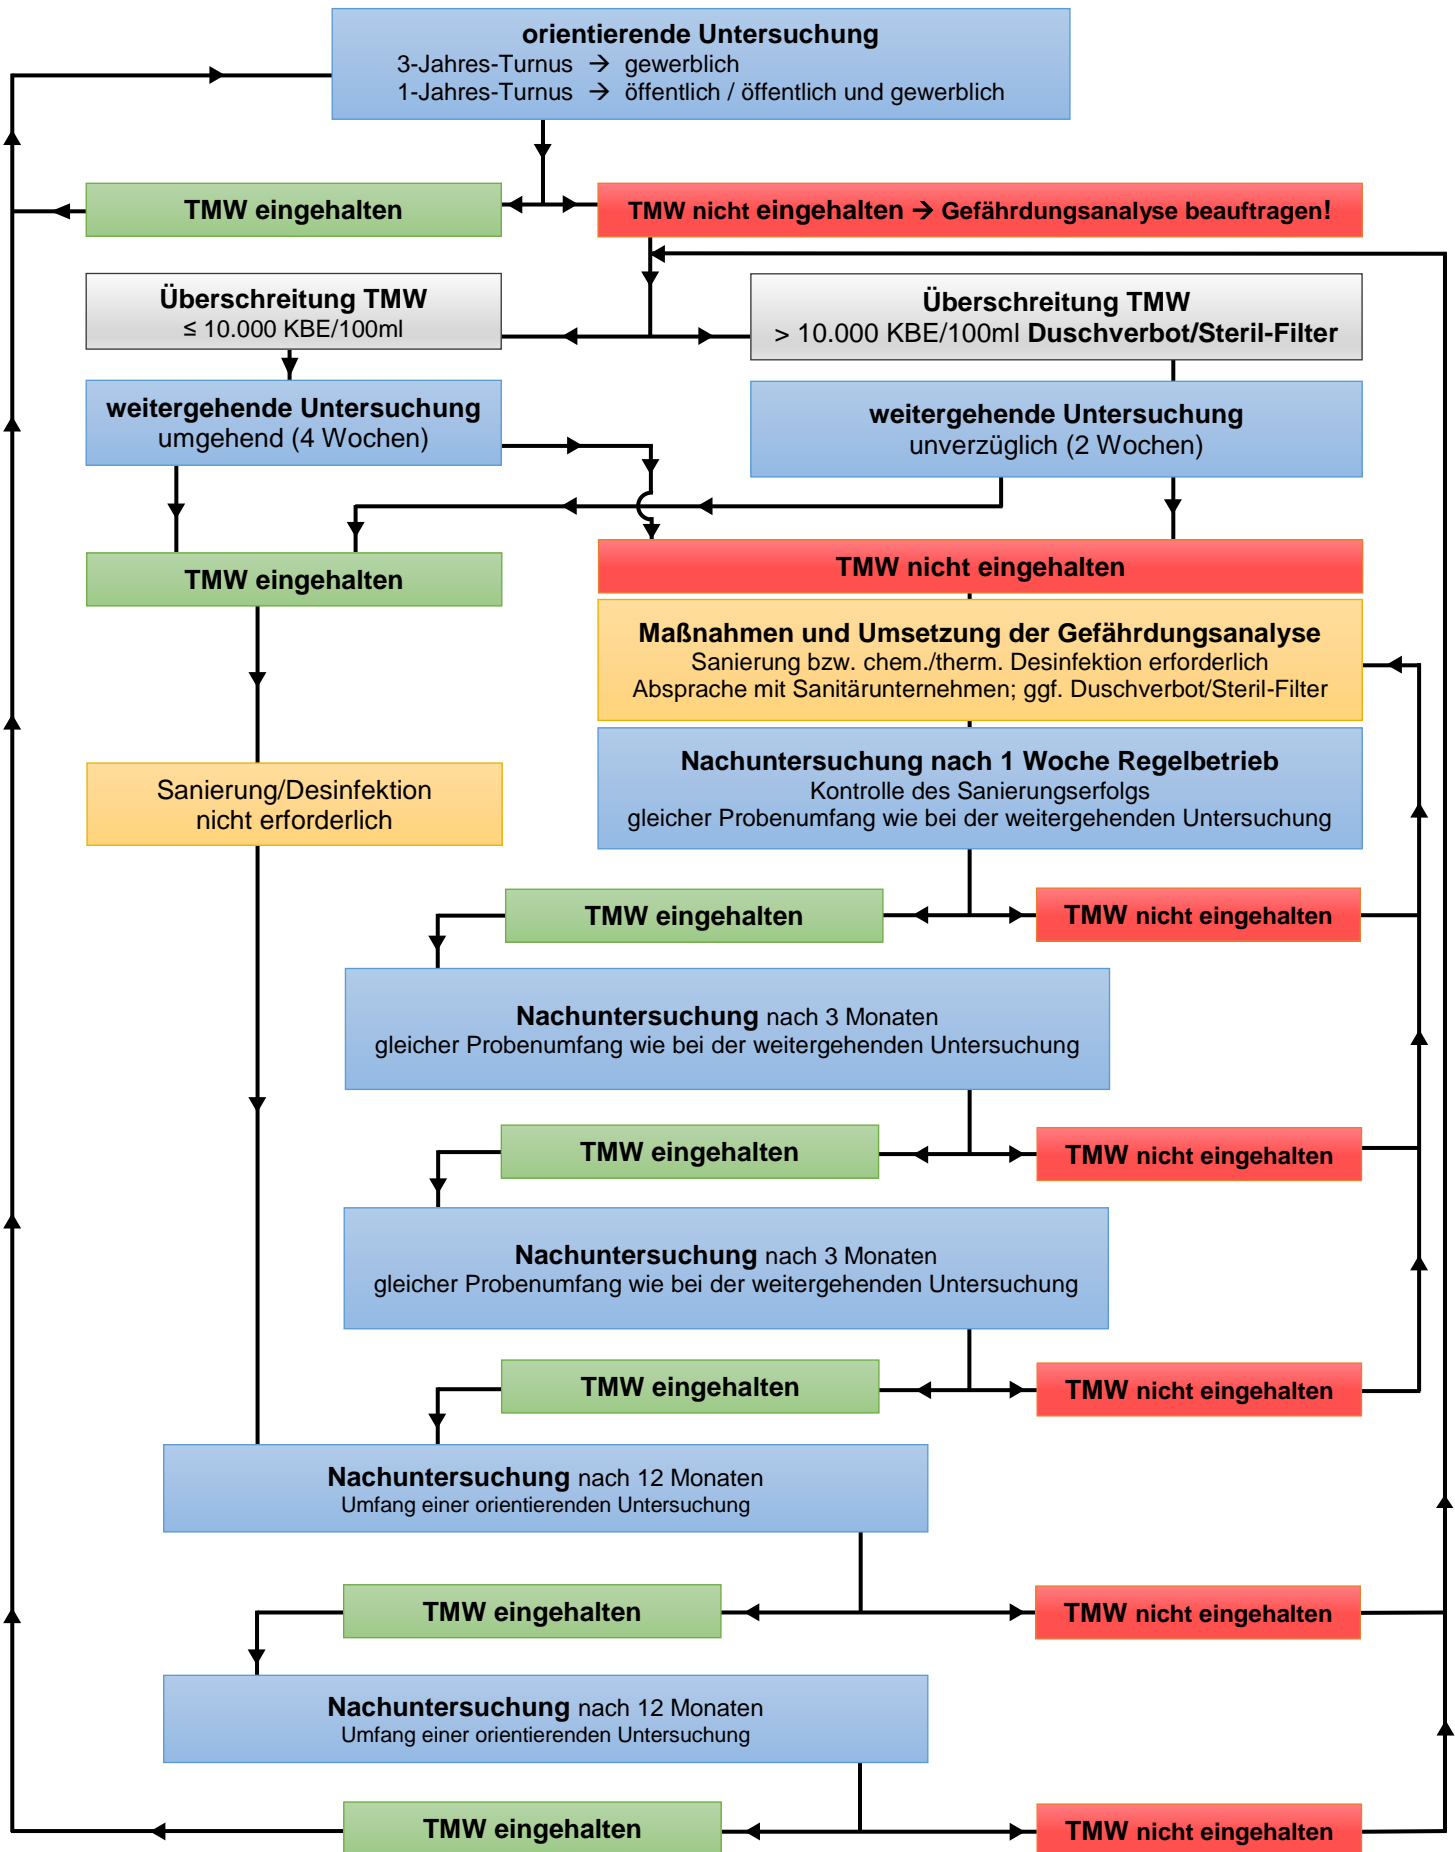 orientierende Untersuchung
3-Jahres-Turnus → gewerblich
1-Jahres-Turnus → öffentlich / öffentlich und gewerblich
TMW eingehalten
TMW nicht eingehalten → Gefährdungsanalyse beauftragen!
Überschreitung TMW
≤ 10.000 KBE/100ml
Überschreitung TMW
> 10.000 KBE/100ml Duschverbot/Steril-Filter
weitergehende Untersuchung
umgehend (4 Wochen)
weitergehende Untersuchung
unverzüglich (2 Wochen)
TMW eingehalten
TMW nicht eingehalten
Maßnahmen und Umsetzung der Gefährdungsanalyse
Sanierung bzw. chem./therm. Desinfektion erforderlich
Absprache mit Sanitärunternehmen; ggf. Duschverbot/Steril-Filter
Sanierung/Desinfektion
nicht erforderlich
Nachuntersuchung nach 1 Woche Regelbetrieb
Kontrolle des Sanierungserfolgs
gleicher Probenumfang wie bei der weitergehenden Untersuchung
TMW eingehalten
TMW nicht eingehalten
Nachuntersuchung nach 3 Monaten
gleicher Probenumfang wie bei der weitergehenden Untersuchung
TMW eingehalten
TMW nicht eingehalten
Nachuntersuchung nach 3 Monaten
gleicher Probenumfang wie bei der weitergehenden Untersuchung
TMW eingehalten
TMW nicht eingehalten
Nachuntersuchung nach 12 Monaten
Umfang einer orientierenden Untersuchung
TMW eingehalten
TMW nicht eingehalten
Nachuntersuchung nach 12 Monaten
Umfang einer orientierenden Untersuchung
TMW eingehalten
TMW nicht eingehalten